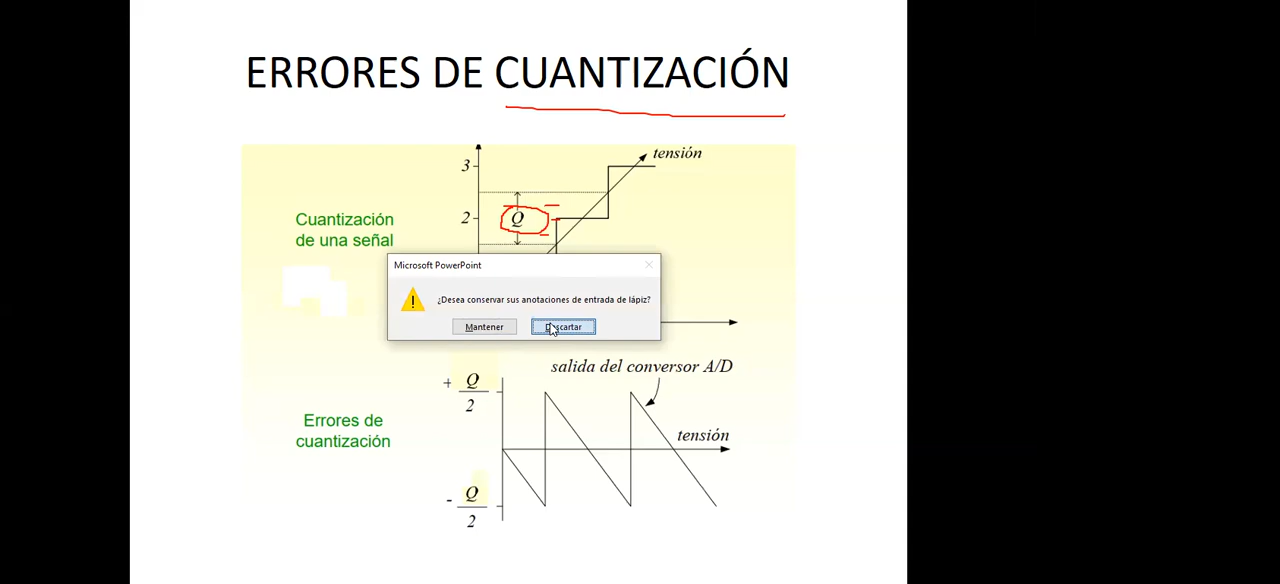 ERRORES DE CUANTIZACIÓN
tensión
3
Cuantización
de una señal
2
Q
Microsoft PowerPoint
¿Desea conservar sus anotaciones de entrada de lápiz?
Mantener
Descartar
salida del conversor A/D
+ Q
2
Errores de
cuantización
tensión
- Q
2